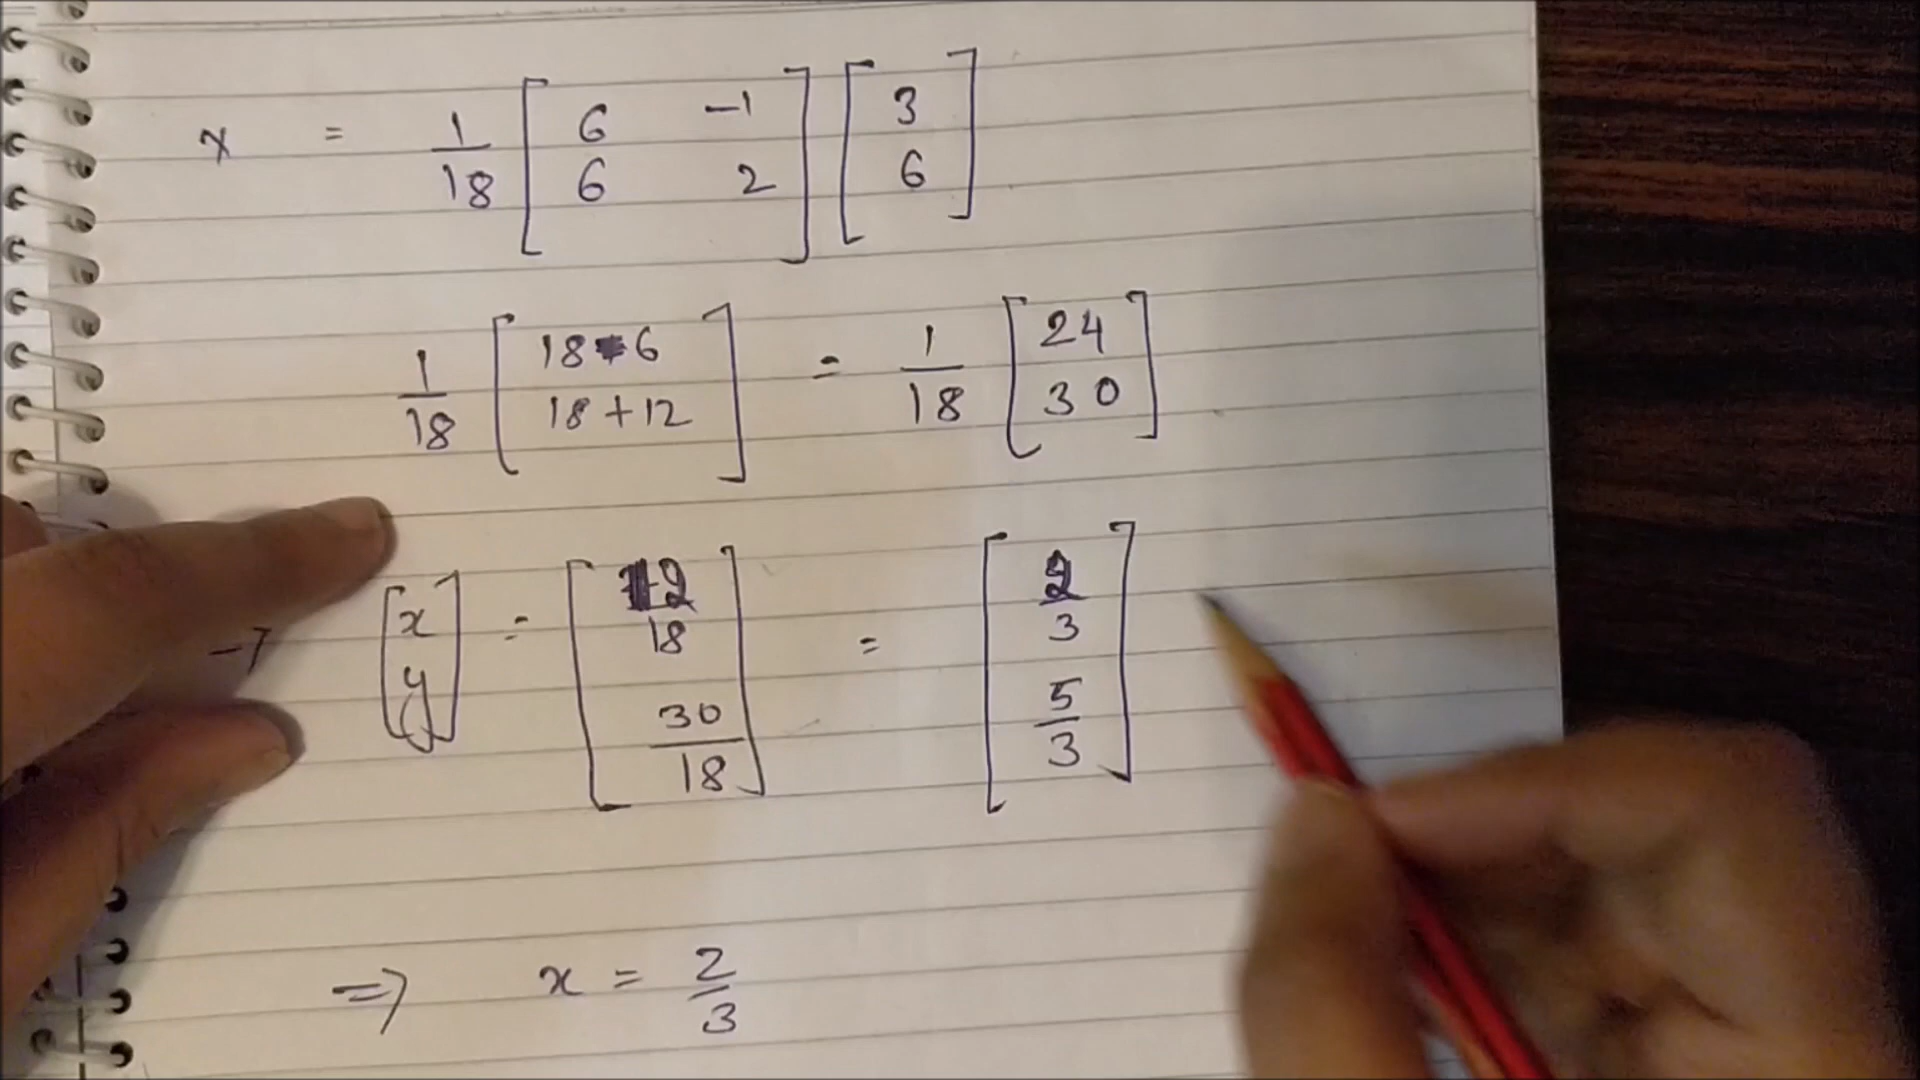 x = 1/18 [6 -1; 6 2] [3; 6]
1/18 [18-6; 18+12] = 1/18 [24; 30]
→ [x; y] = [12/18; 30/18] = [2/3; 5/3]
⇒ x = 2/3